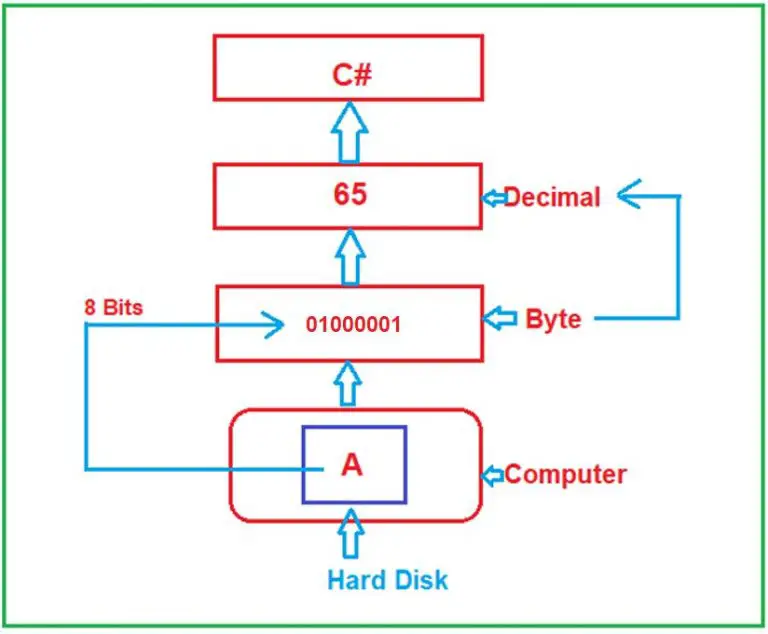 C#
65
Decimal
8 Bits
01000001
Byte
A
Computer
Hard Disk